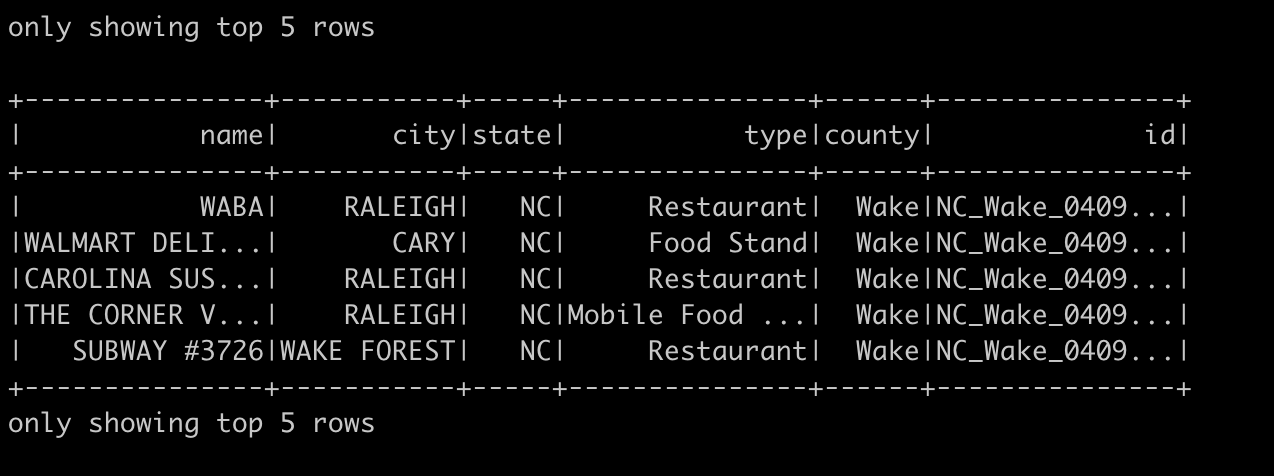 only showing top 5 rows
+---------------+-----------+-----+---------------+------+---------------+
|           name|       city|state|           type|county|             id|
+---------------+-----------+-----+---------------+------+---------------+
|           WABA|    RALEIGH|   NC|     Restaurant|  Wake|NC_Wake_0409...|
|WALMART DELI...|       CARY|   NC|     Food Stand|  Wake|NC_Wake_0409...|
|CAROLINA SUS...|    RALEIGH|   NC|     Restaurant|  Wake|NC_Wake_0409...|
|THE CORNER V...|    RALEIGH|   NC|Mobile Food ...|  Wake|NC_Wake_0409...|
|   SUBWAY #3726|WAKE FOREST|   NC|     Restaurant|  Wake|NC_Wake_0409...|
+---------------+-----------+-----+---------------+------+---------------+
only showing top 5 rows